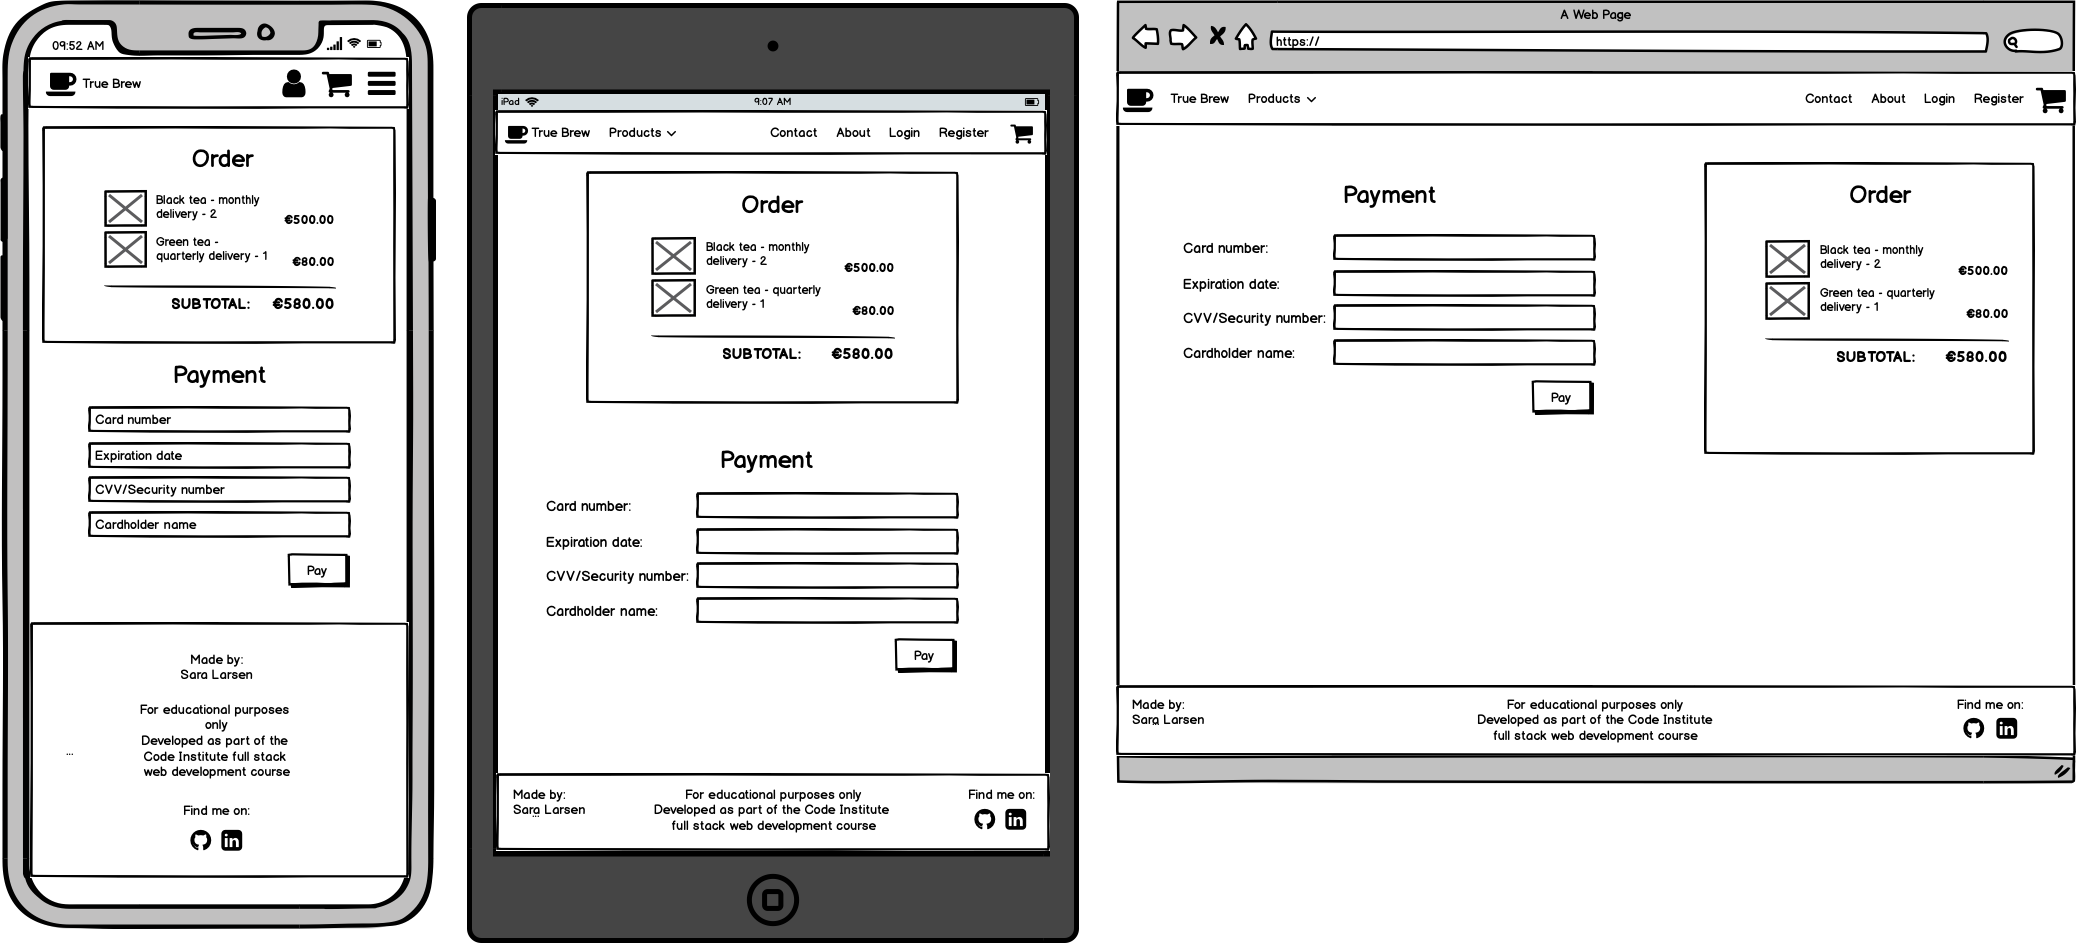 09:52 AM
True Brew
Order
Black tea - monthly
delivery - 2
€500.00
Green tea -
quarterly delivery - 1
€80.00
SUBTOTAL: €580.00
Payment
Card number
Expiration date
CVV/Security number
Cardholder name
Pay
Made by:
Sara Larsen
For educational purposes
only
Developed as part of the
Code Institute full stack
web development course
...
Find me on:
in
iPad 9:07 AM
True Brew Products Contact About Login Register
Order
Black tea - monthly
delivery - 2
€500.00
Green tea - quarterly
delivery - 1
€80.00
SUBTOTAL: €580.00
Payment
Card number:
Expiration date:
CVV/Security number:
Cardholder name:
Pay
Made by:
Sara Larsen
...
For educational purposes only
Developed as part of the Code Institute
full stack web development course
Find me on:
in
A Web Page
https://
True Brew Products Contact About Login Register
Payment
Card number:
Expiration date:
CVV/Security number:
Cardholder name:
Pay
Order
Black tea - monthly
delivery - 2
€500.00
Green tea - quarterly
delivery - 1
€80.00
SUBTOTAL: €580.00
Made by:
Sara Larsen
For educational purposes only
Developed as part of the Code Institute
full stack web development course
Find me on:
in